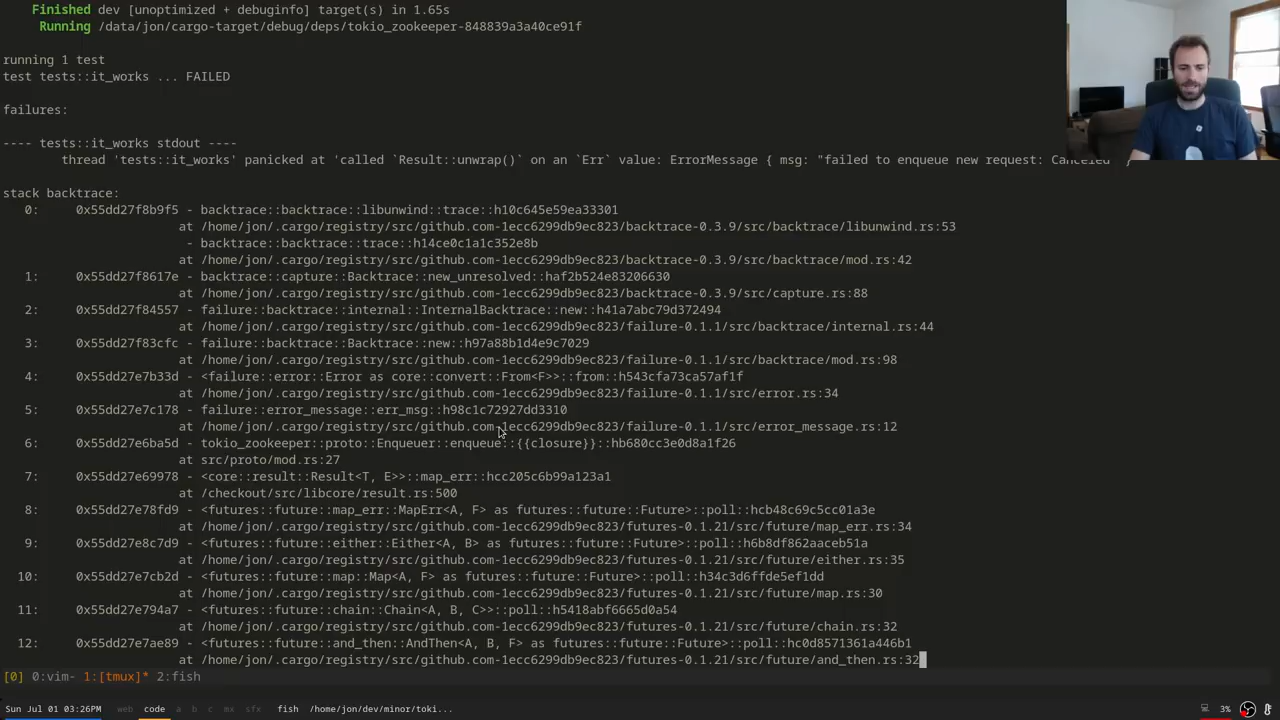 Finished dev [unoptimized + debuginfo] target(s) in 1.65s
Running /data/jon/cargo-target/debug/deps/tokio_zookeeper-848839a3a40ce91f
running 1 test
test tests::it_works ... FAILED
failures:
---- tests::it_works stdout ----
thread 'tests::it_works' panicked at 'called `Result::unwrap()` on an `Err` value: ErrorMessage { msg: "failed to enqueue new request: Canceled" }
stack backtrace:
0: 0x55dd27f8b9f5 - backtrace::backtrace::libunwind::trace::h10c645e59ea33301
at /home/jon/.cargo/registry/src/github.com-1ecc6299db9ec823/backtrace-0.3.9/src/backtrace/libunwind.rs:53
- backtrace::backtrace::trace::h14ce0c1a1c352e8b
at /home/jon/.cargo/registry/src/github.com-1ecc6299db9ec823/backtrace-0.3.9/src/backtrace/mod.rs:42
1: 0x55dd27f8617e - backtrace::capture::Backtrace::new_unresolved::haf2b524e83206630
at /home/jon/.cargo/registry/src/github.com-1ecc6299db9ec823/backtrace-0.3.9/src/capture.rs:88
2: 0x55dd27f84557 - failure::backtrace::internal::InternalBacktrace::new::h41a7abc79d372494
at /home/jon/.cargo/registry/src/github.com-1ecc6299db9ec823/failure-0.1.1/src/backtrace/internal.rs:44
3: 0x55dd27f83cfc - failure::backtrace::Backtrace::new::h97a88b1d4e9c7029
at /home/jon/.cargo/registry/src/github.com-1ecc6299db9ec823/failure-0.1.1/src/backtrace/mod.rs:98
4: 0x55dd27e7b33d - <failure::error::Error as core::convert::From<F>>::from::h543cfa73ca57af1f
at /home/jon/.cargo/registry/src/github.com-1ecc6299db9ec823/failure-0.1.1/src/error.rs:34
5: 0x55dd27e7c178 - failure::error_message::err_msg::h98c1c72927dd3310
at /home/jon/.cargo/registry/src/github.com-1ecc6299db9ec823/failure-0.1.1/src/error_message.rs:12
6: 0x55dd27e6ba5d - tokio_zookeeper::proto::Enqueuer::enqueue::{{closure}}::hb680cc3e0d8a1f26
at src/proto/mod.rs:27
7: 0x55dd27e69978 - <core::result::Result<T, E>>::map_err::hcc205c6b99a123a1
at /checkout/src/libcore/result.rs:500
8: 0x55dd27e78fd9 - <futures::future::map_err::MapErr<A, F> as futures::future::Future>::poll::hcb48c69c5cc01a3e
at /home/jon/.cargo/registry/src/github.com-1ecc6299db9ec823/futures-0.1.21/src/future/map_err.rs:34
9: 0x55dd27e8c7d9 - <futures::future::either::Either<A, B> as futures::future::Future>::poll::h6b8df862aaceb51a
at /home/jon/.cargo/registry/src/github.com-1ecc6299db9ec823/futures-0.1.21/src/future/either.rs:35
10: 0x55dd27e7cb2d - <futures::future::map::Map<A, F> as futures::future::Future>::poll::h34c3d6ffde5ef1dd
at /home/jon/.cargo/registry/src/github.com-1ecc6299db9ec823/futures-0.1.21/src/future/map.rs:30
11: 0x55dd27e794a7 - <futures::future::chain::Chain<A, B, C>>::poll::h5418abf6665d0a54
at /home/jon/.cargo/registry/src/github.com-1ecc6299db9ec823/futures-0.1.21/src/future/chain.rs:32
12: 0x55dd27e7ae89 - <futures::future::and_then::AndThen<A, B, F> as futures::future::Future>::poll::hc0d8571361a446b1
at /home/jon/.cargo/registry/src/github.com-1ecc6299db9ec823/futures-0.1.21/src/future/and_then.rs:32
[0] 0:vim- 1:[tmux]* 2:fish
Sun Jul 01 03:26PM web code a b c mx sfx fish /home/jon/dev/minor/toki... 3%